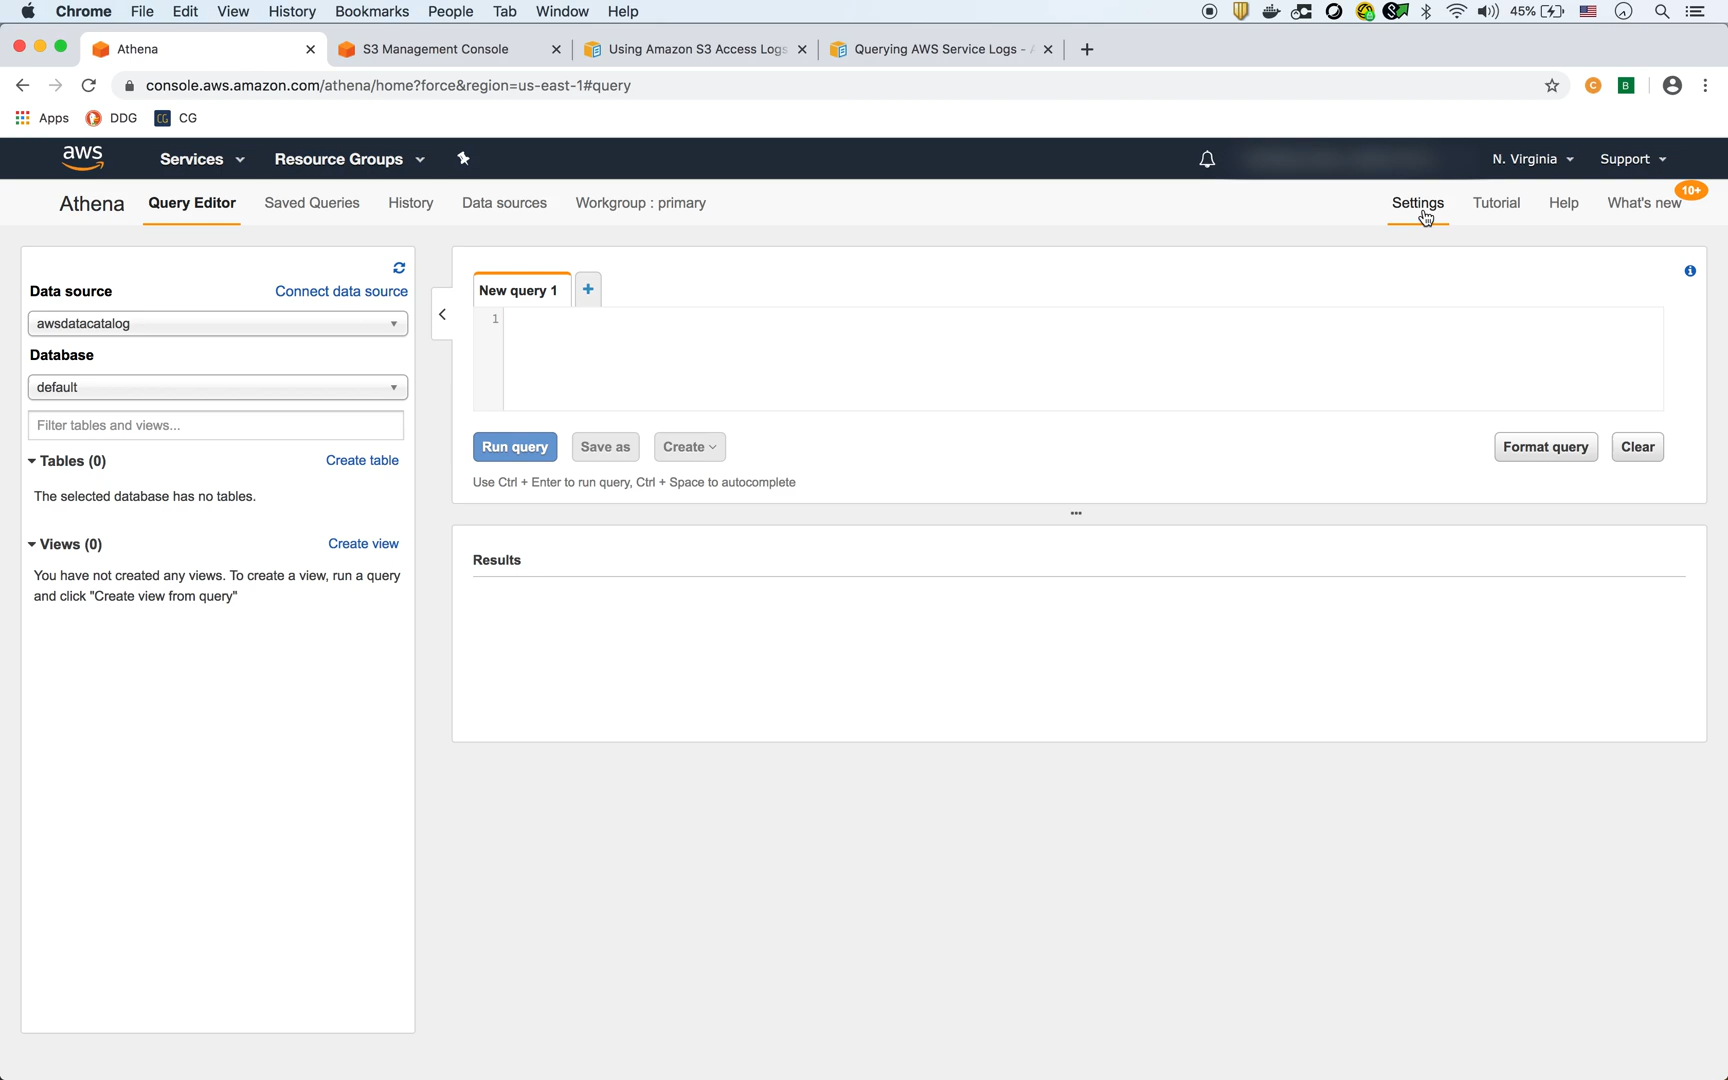 Chrome File Edit View History Bookmarks People Tab Window Help 45%
Athena S3 Management Console Using Amazon S3 Access Logs Querying AWS Service Logs -
console.aws.amazon.com/athena/home?force&region=us-east-1#query C B
Apps DDG CG CG
aws Services Resource Groups N. Virginia Support
10+
Athena Query Editor Saved Queries History Data sources Workgroup : primary Settings Tutorial Help What's new
Data source Connect data source
awsdatacatalog
Database
default
Filter tables and views...
Tables (0) Create table
The selected database has no tables.
Views (0) Create view
You have not created any views. To create a view, run a query
and click "Create view from query"
New query 1 +
1
Run query Save as Create Format query Clear
Use Ctrl + Enter to run query, Ctrl + Space to autocomplete
Results